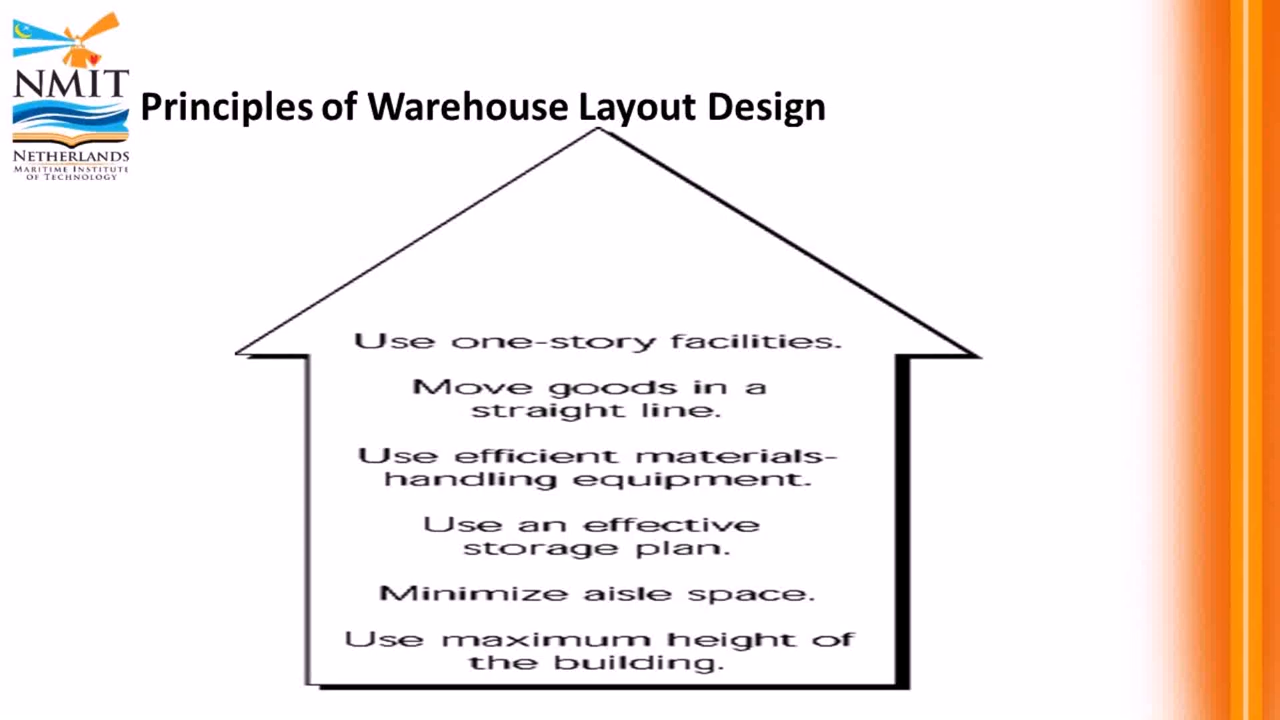 NMIT
NETHERLANDS
MARITIME INSTITUTE
OF TECHNOLOGY
Principles of Warehouse Layout Design
Use one-story facilities.
Move goods in a
straight line.
Use efficient materials-
handling equipment.
Use an effective
storage plan.
Minimize aisle space.
Use maximum height of
the building.